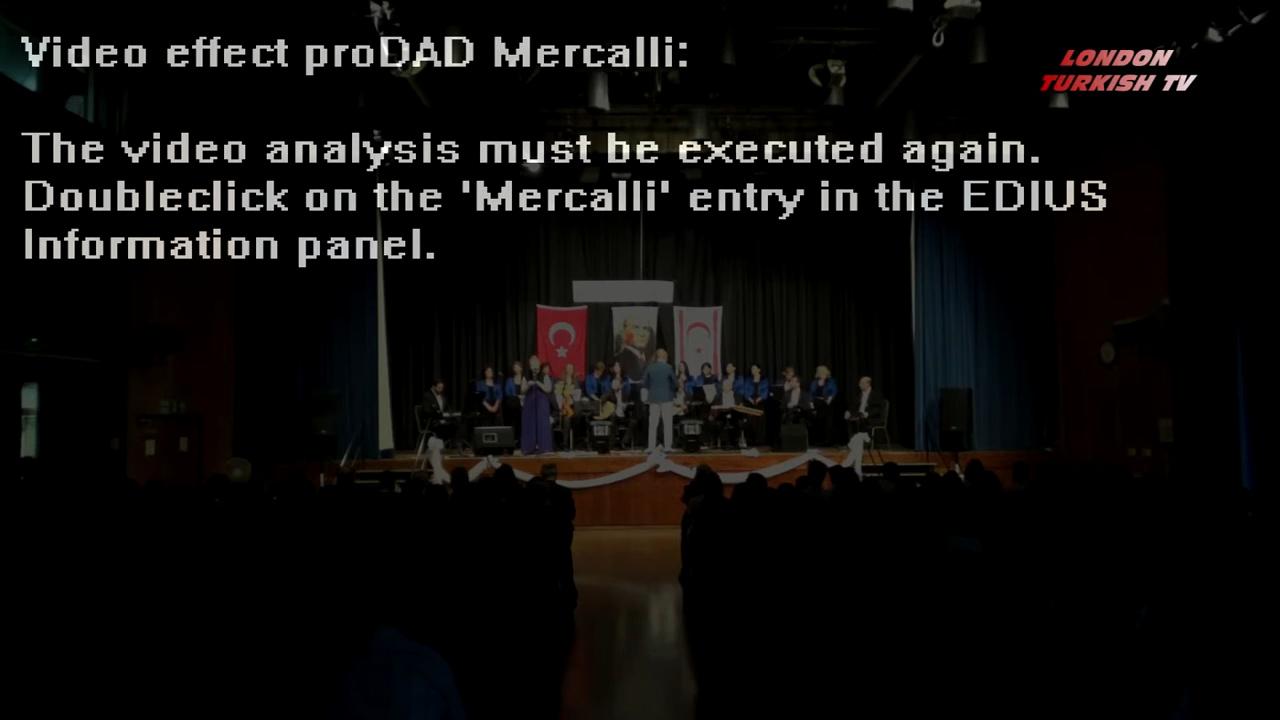 Video effect proDAD Mercalli:
LONDON
TURKISH TV
The video analysis must be executed again.
Doubleclick on the 'Mercalli' entry in the EDIUS
Information panel.